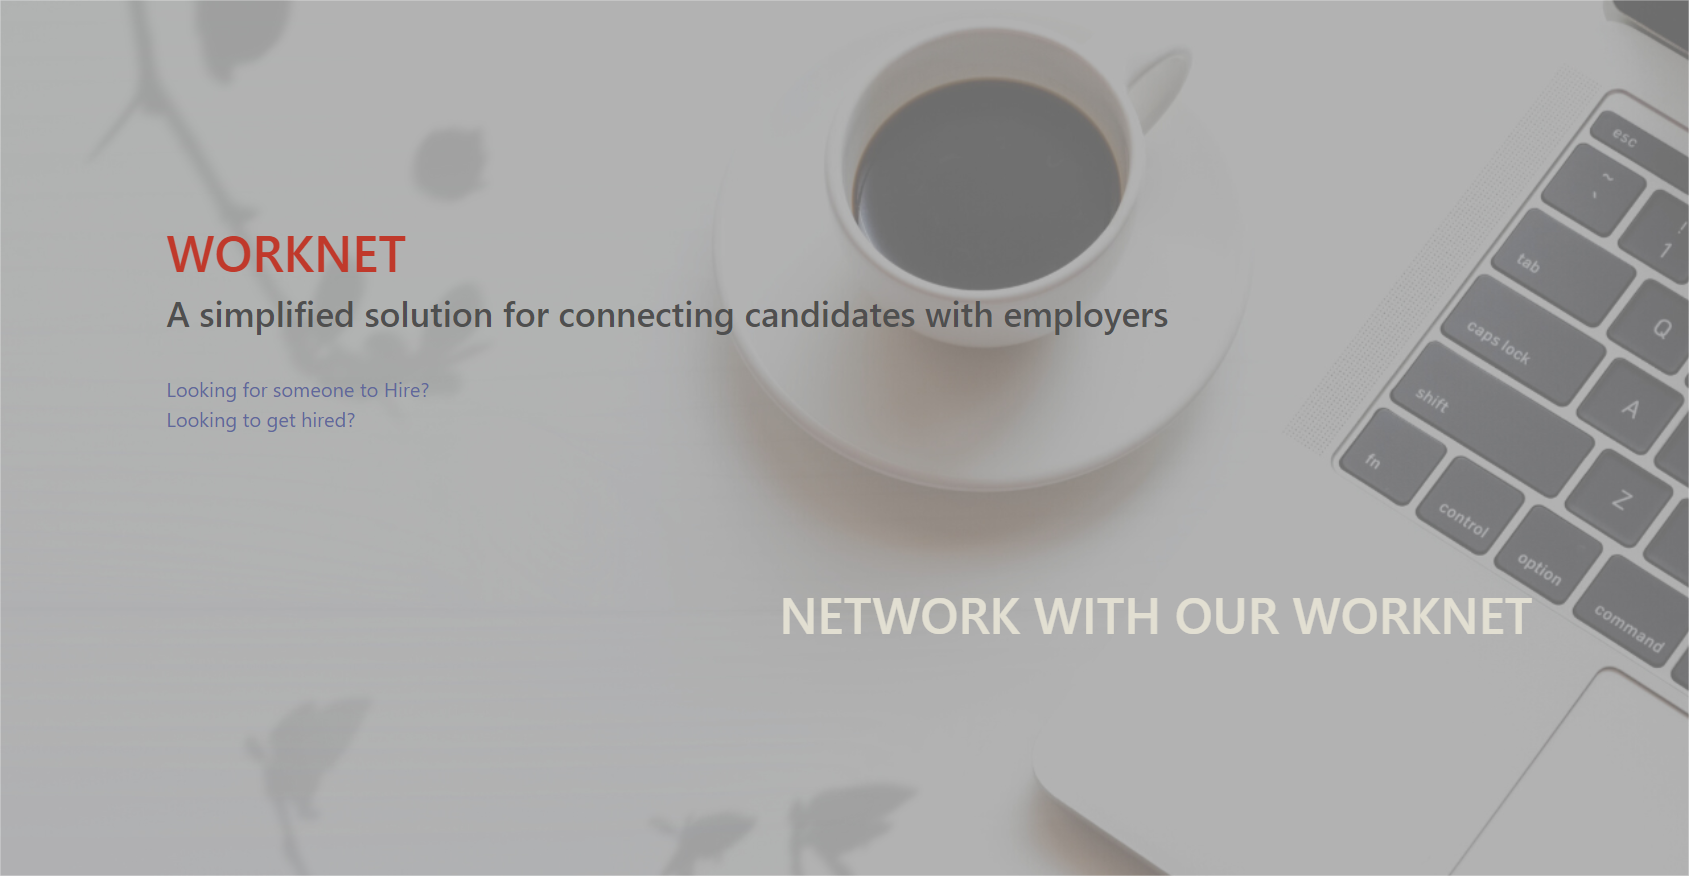 WORKNET
A simplified solution for connecting candidates with employers
Looking for someone to Hire?
Looking to get hired?
NETWORK WITH OUR WORKNET
esc
~
`
!
1
tab
Q
caps lock
A
shift
Z
fn
control
option
command